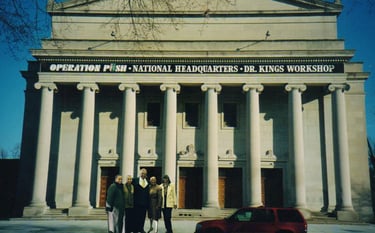 OPERATION PUSH • NATIONAL HEADQUARTERS • DR. KINGS WORKSHOP